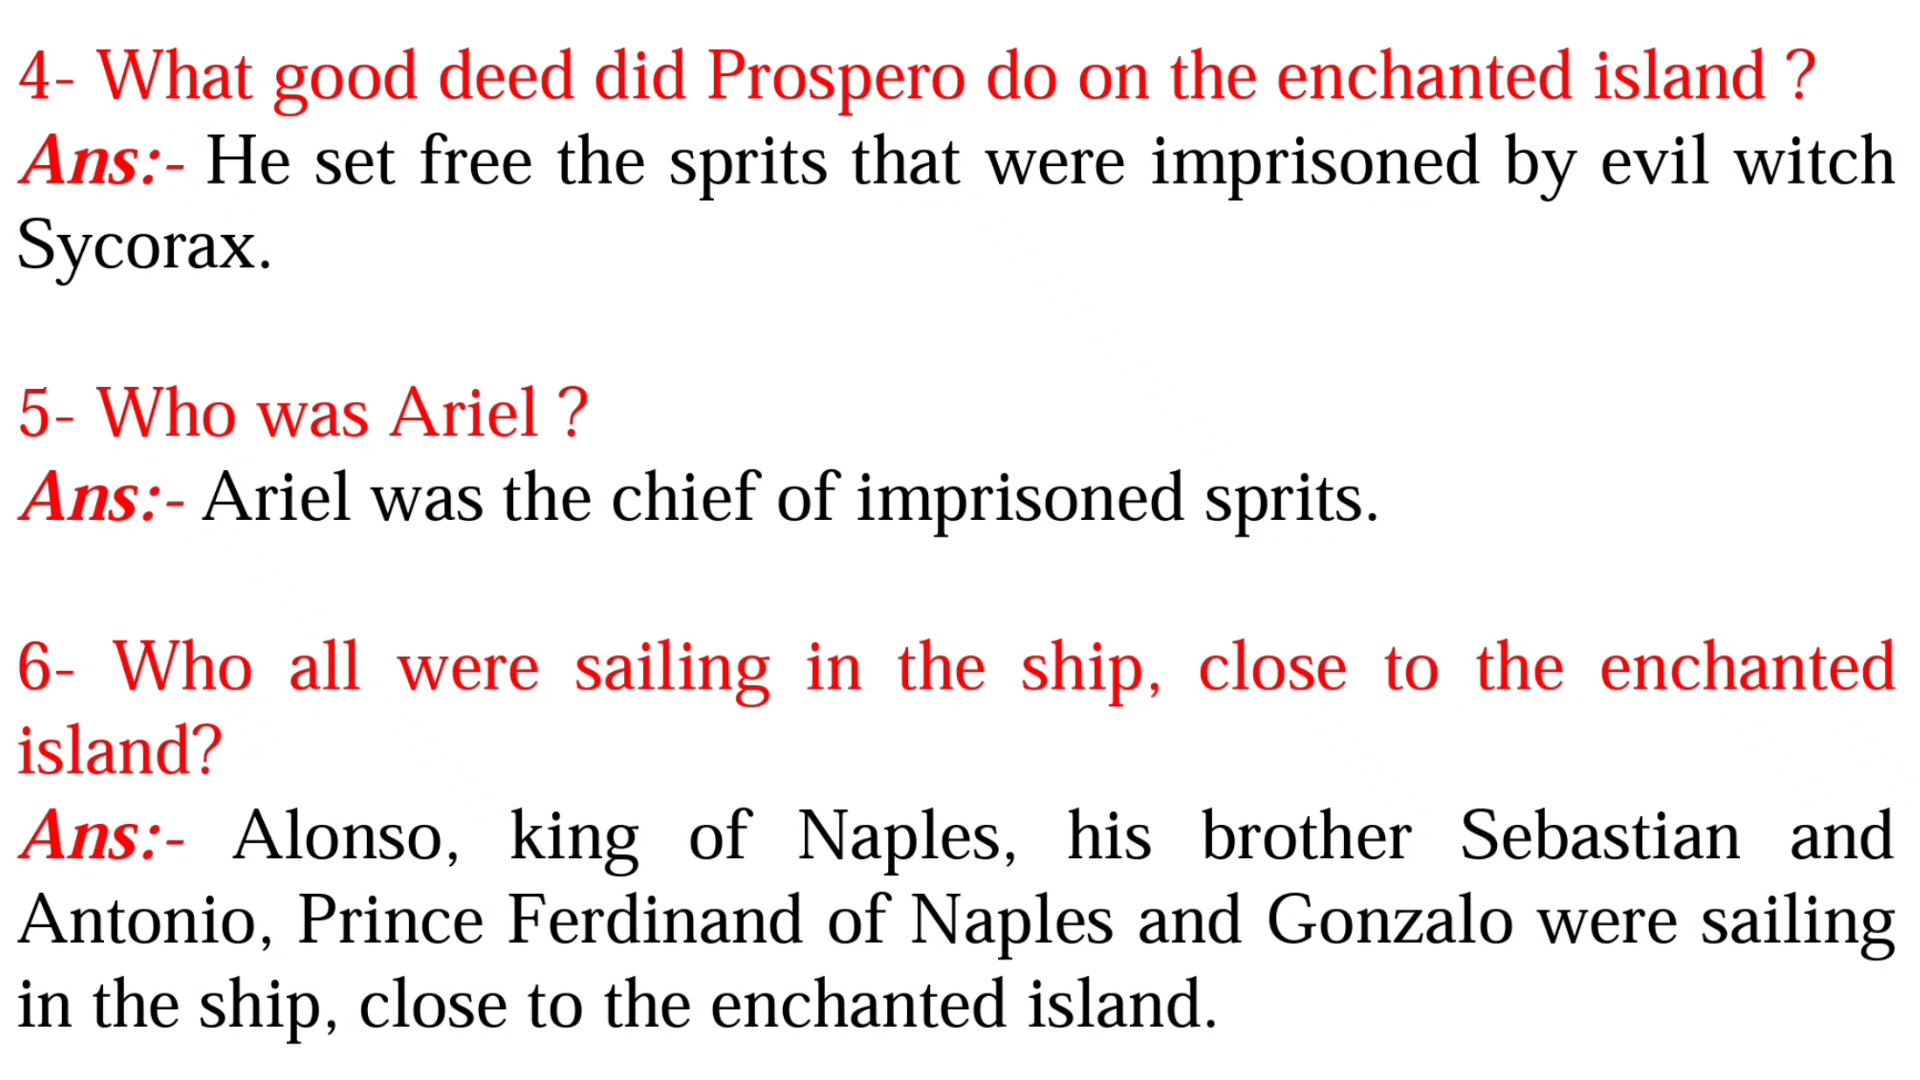 4- What good deed did Prospero do on the enchanted island ?
Ans:- He set free the sprits that were imprisoned by evil witch
Sycorax.
5- Who was Ariel ?
Ans:- Ariel was the chief of imprisoned sprits.
6- Who all were sailing in the ship, close to the enchanted
island?
Ans:- Alonso, king of Naples, his brother Sebastian and
Antonio, Prince Ferdinand of Naples and Gonzalo were sailing
in the ship, close to the enchanted island.